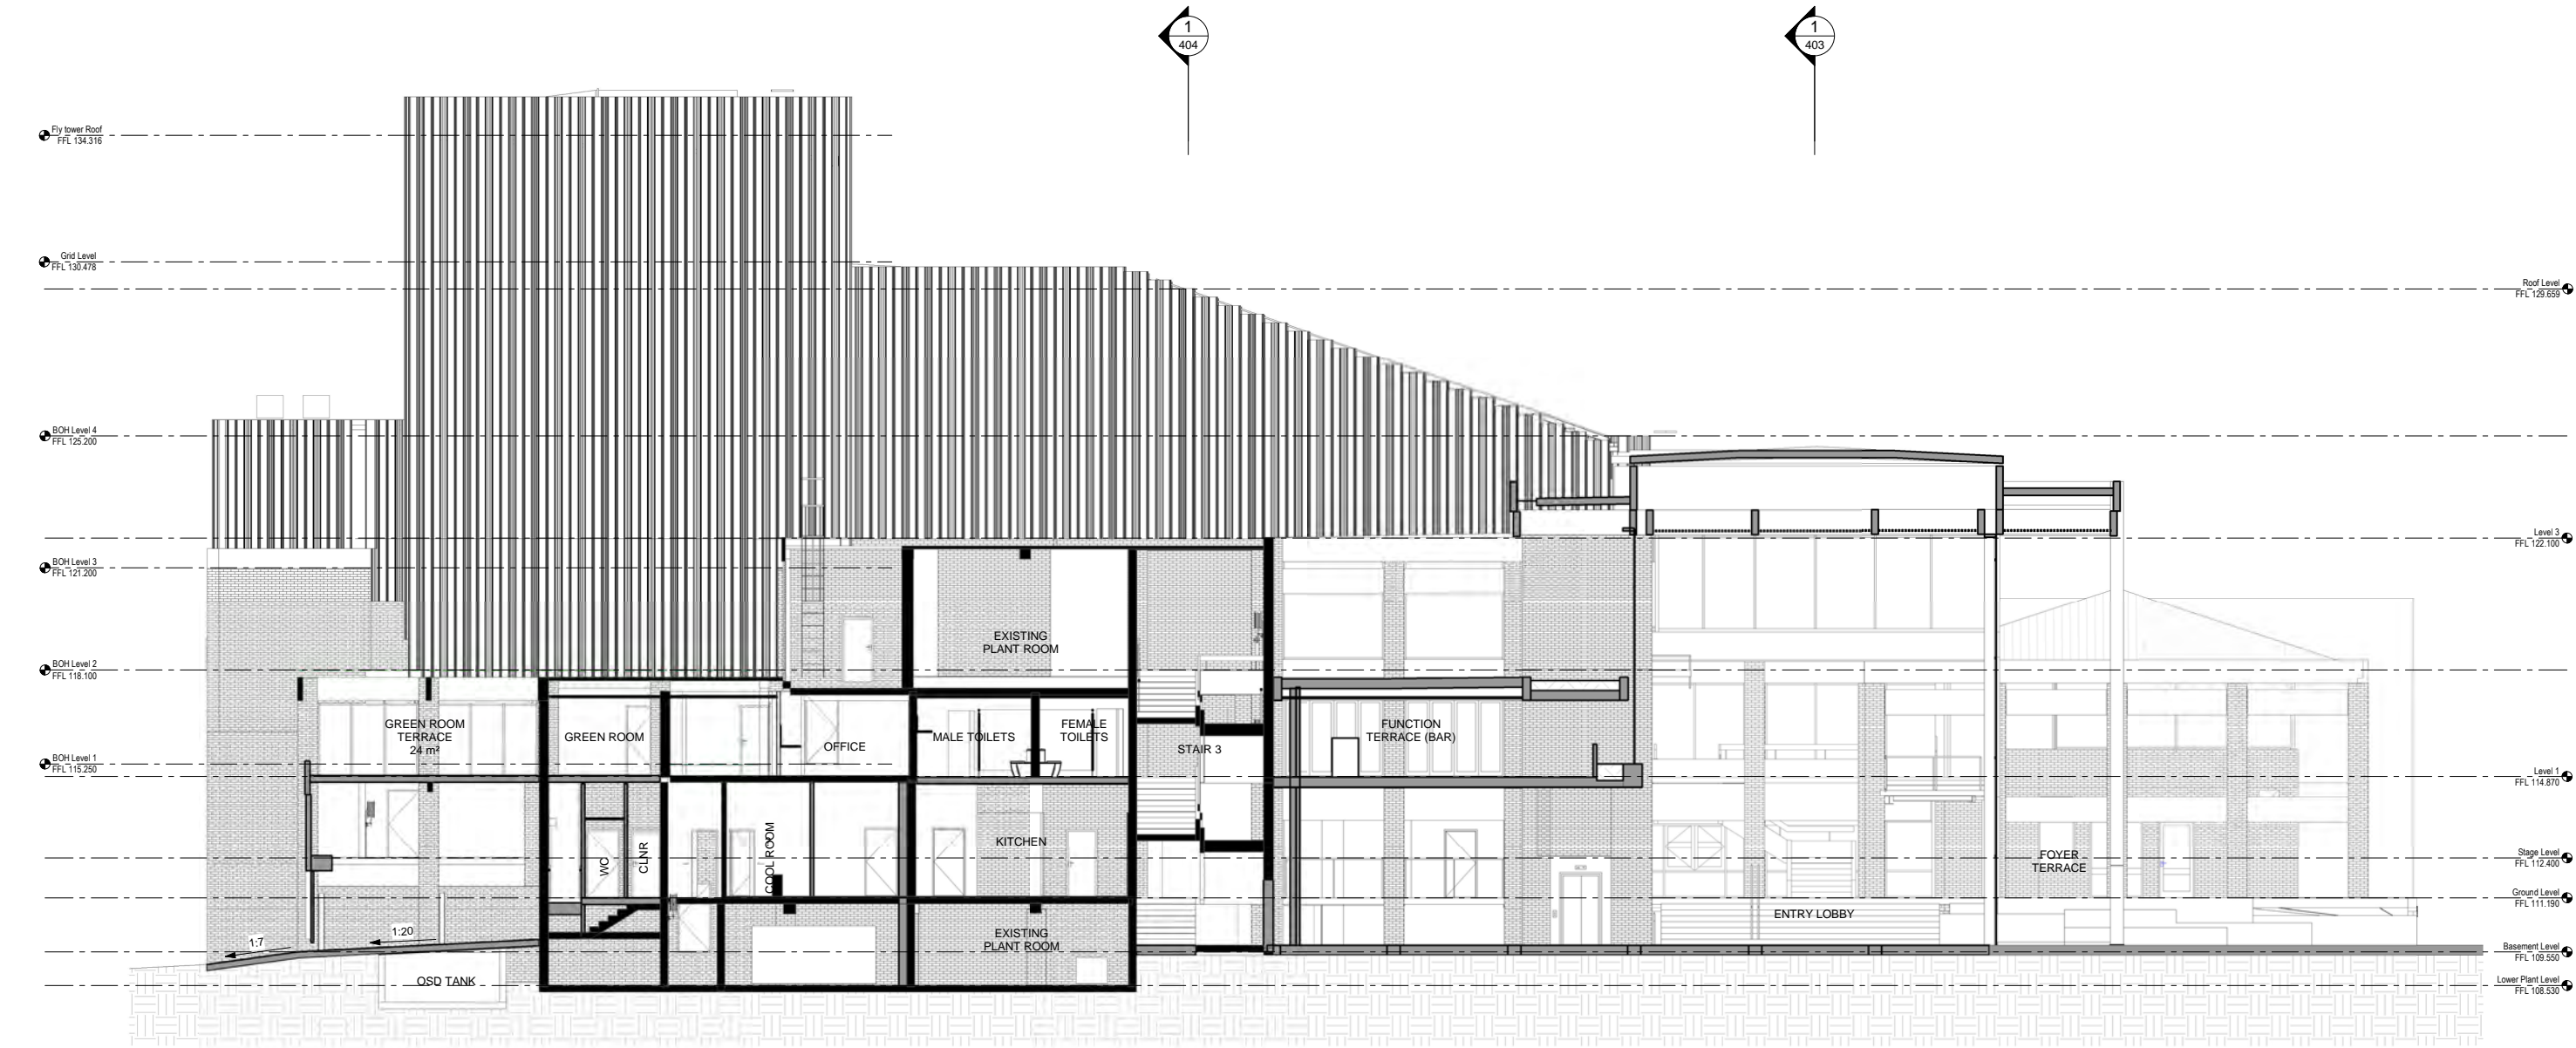 1
404
1
403
Fly tower Roof
FFL 134.316
Grid Level
FFL 130.478
Roof Level
FFL 129.659
BOH Level 4
FFL 125.200
Level 3
FFL 122.100
BOH Level 3
FFL 121.200
BOH Level 2
FFL 118.100
BOH Level 1
FFL 115.250
Level 1
FFL 114.870
Stage Level
FFL 112.400
Ground Level
FFL 111.190
Basement Level
FFL 109.550
Lower Plant Level
FFL 108.530
EXISTING
PLANT ROOM
GREEN ROOM
TERRACE
24 m²
GREEN ROOM
OFFICE
MALE TOILETS
FEMALE
TOILETS
STAIR 3
FUNCTION
TERRACE (BAR)
WC
CLNR
COOL ROOM
KITCHEN
FOYER
TERRACE
ENTRY LOBBY
1:7
1:20
EXISTING
PLANT ROOM
OSD TANK